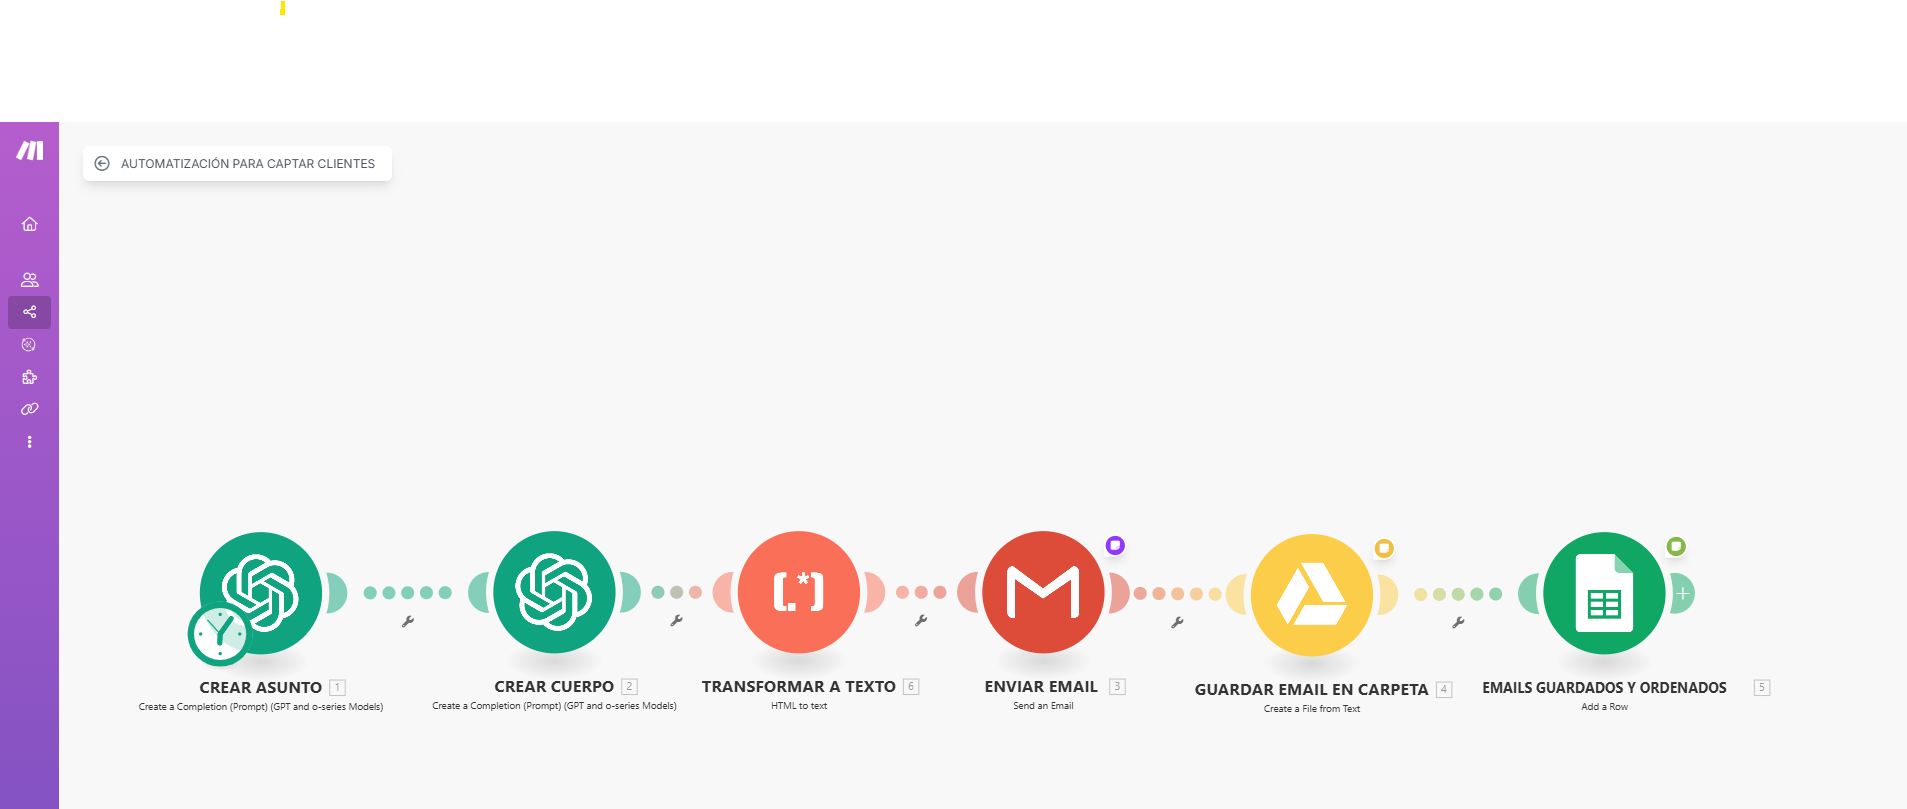 AUTOMATIZACIÓN PARA CAPTAR CLIENTES
CREAR ASUNTO 1
Create a Completion (Prompt) (GPT and o-series Models)
CREAR CUERPO 2
Create a Completion (Prompt) (GPT and o-series Models)
TRANSFORMAR A TEXTO 6
HTML to text
ENVIAR EMAIL 3
Send an Email
GUARDAR EMAIL EN CARPETA 4
Create a File from Text
EMAILS GUARDADOS Y ORDENADOS 5
Add a Row